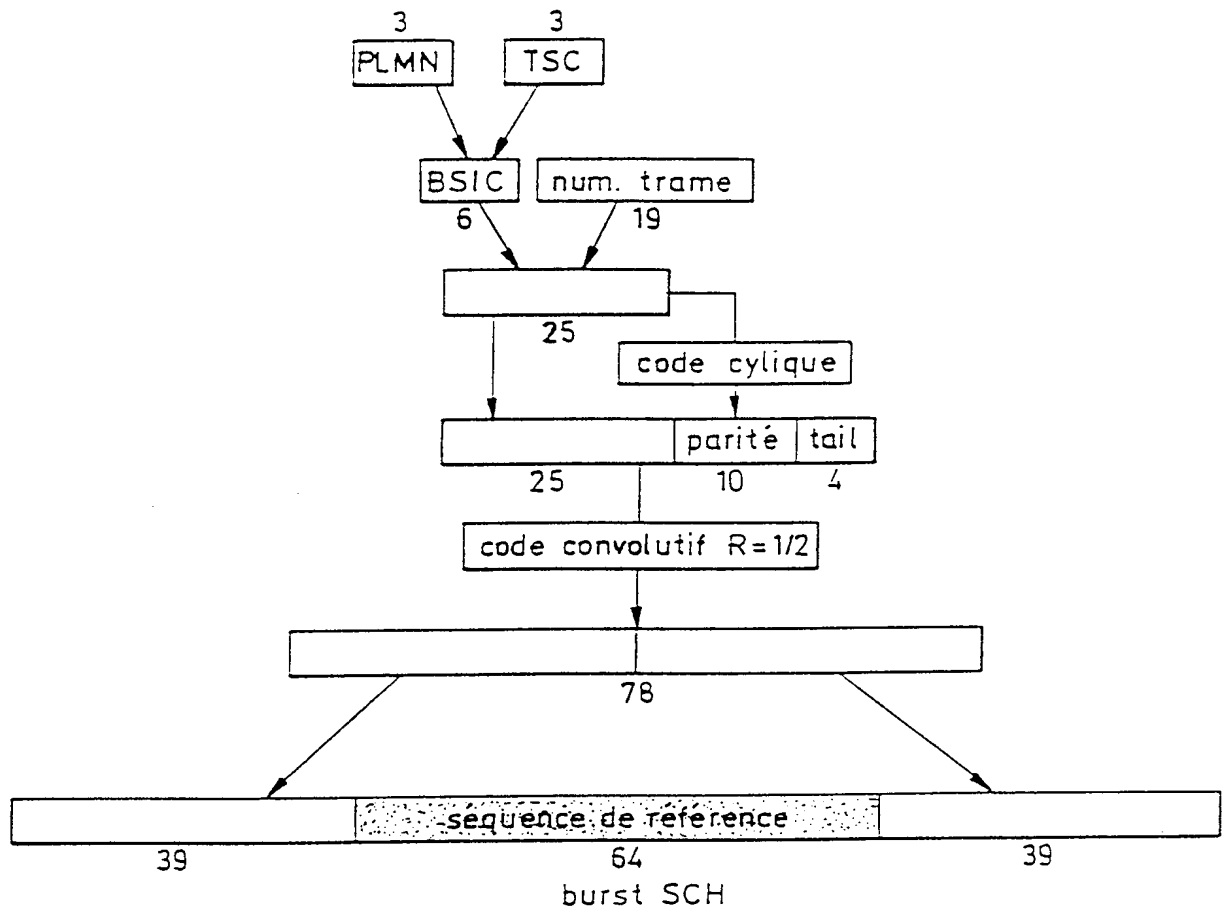 3 3
PLMN TSC
BSIC num. trame
6 19
25
code cylique
parité tail
25 10 4
code convolutif R=1/2
78
séquence de référence
39 64 39
burst SCH